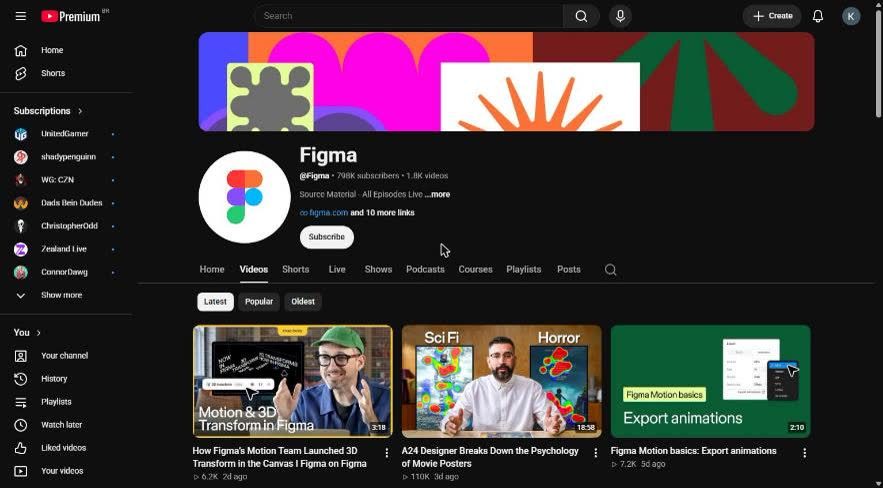 Premium BR
Search
Create
K
Home
Shorts
Subscriptions
UnitedGamer
shadypenguinn
WG: CZN
Dads Bein Dudes
ChristopherOdd
Zealand Live
ConnorDawg
Show more
You
Your channel
History
Playlists
Watch later
Liked videos
Your videos
Figma
@Figma • 798K subscribers • 1.8K videos
Source Material - All Episodes Live ...more
figma.com and 10 more links
Subscribe
Home Videos Shorts Live Shows Podcasts Courses Playlists Posts
Latest Popular Oldest
Motion & 3D
Transform in Figma
3:18
How Figma's Motion Team Launched 3D
Transform in the Canvas I Figma on Figma
6.2K 2d ago
Sci Fi Horror
18:58
A24 Designer Breaks Down the Psychology
of Movie Posters
110K 3d ago
Figma Motion basics
Export animations
2:10
Figma Motion basics: Export animations
7.2K 5d ago